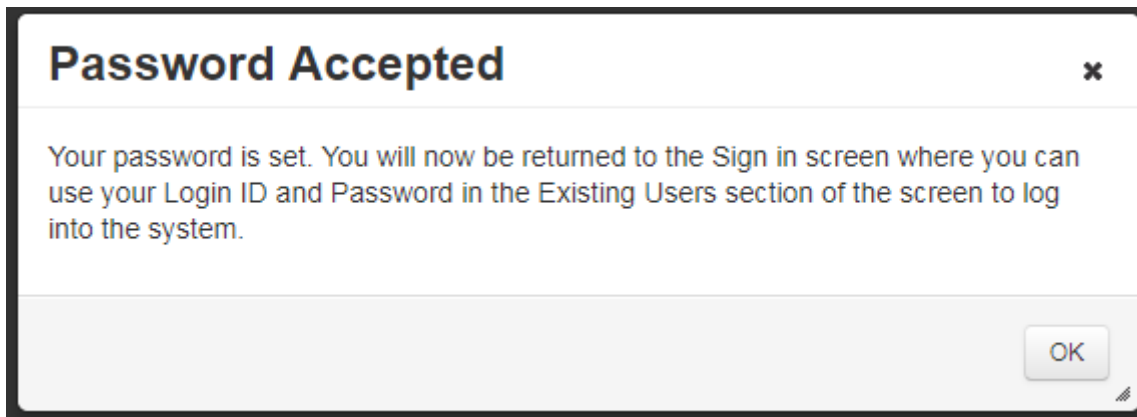 Password Accepted
Your password is set. You will now be returned to the Sign in screen where you can
use your Login ID and Password in the Existing Users section of the screen to log
into the system.
OK